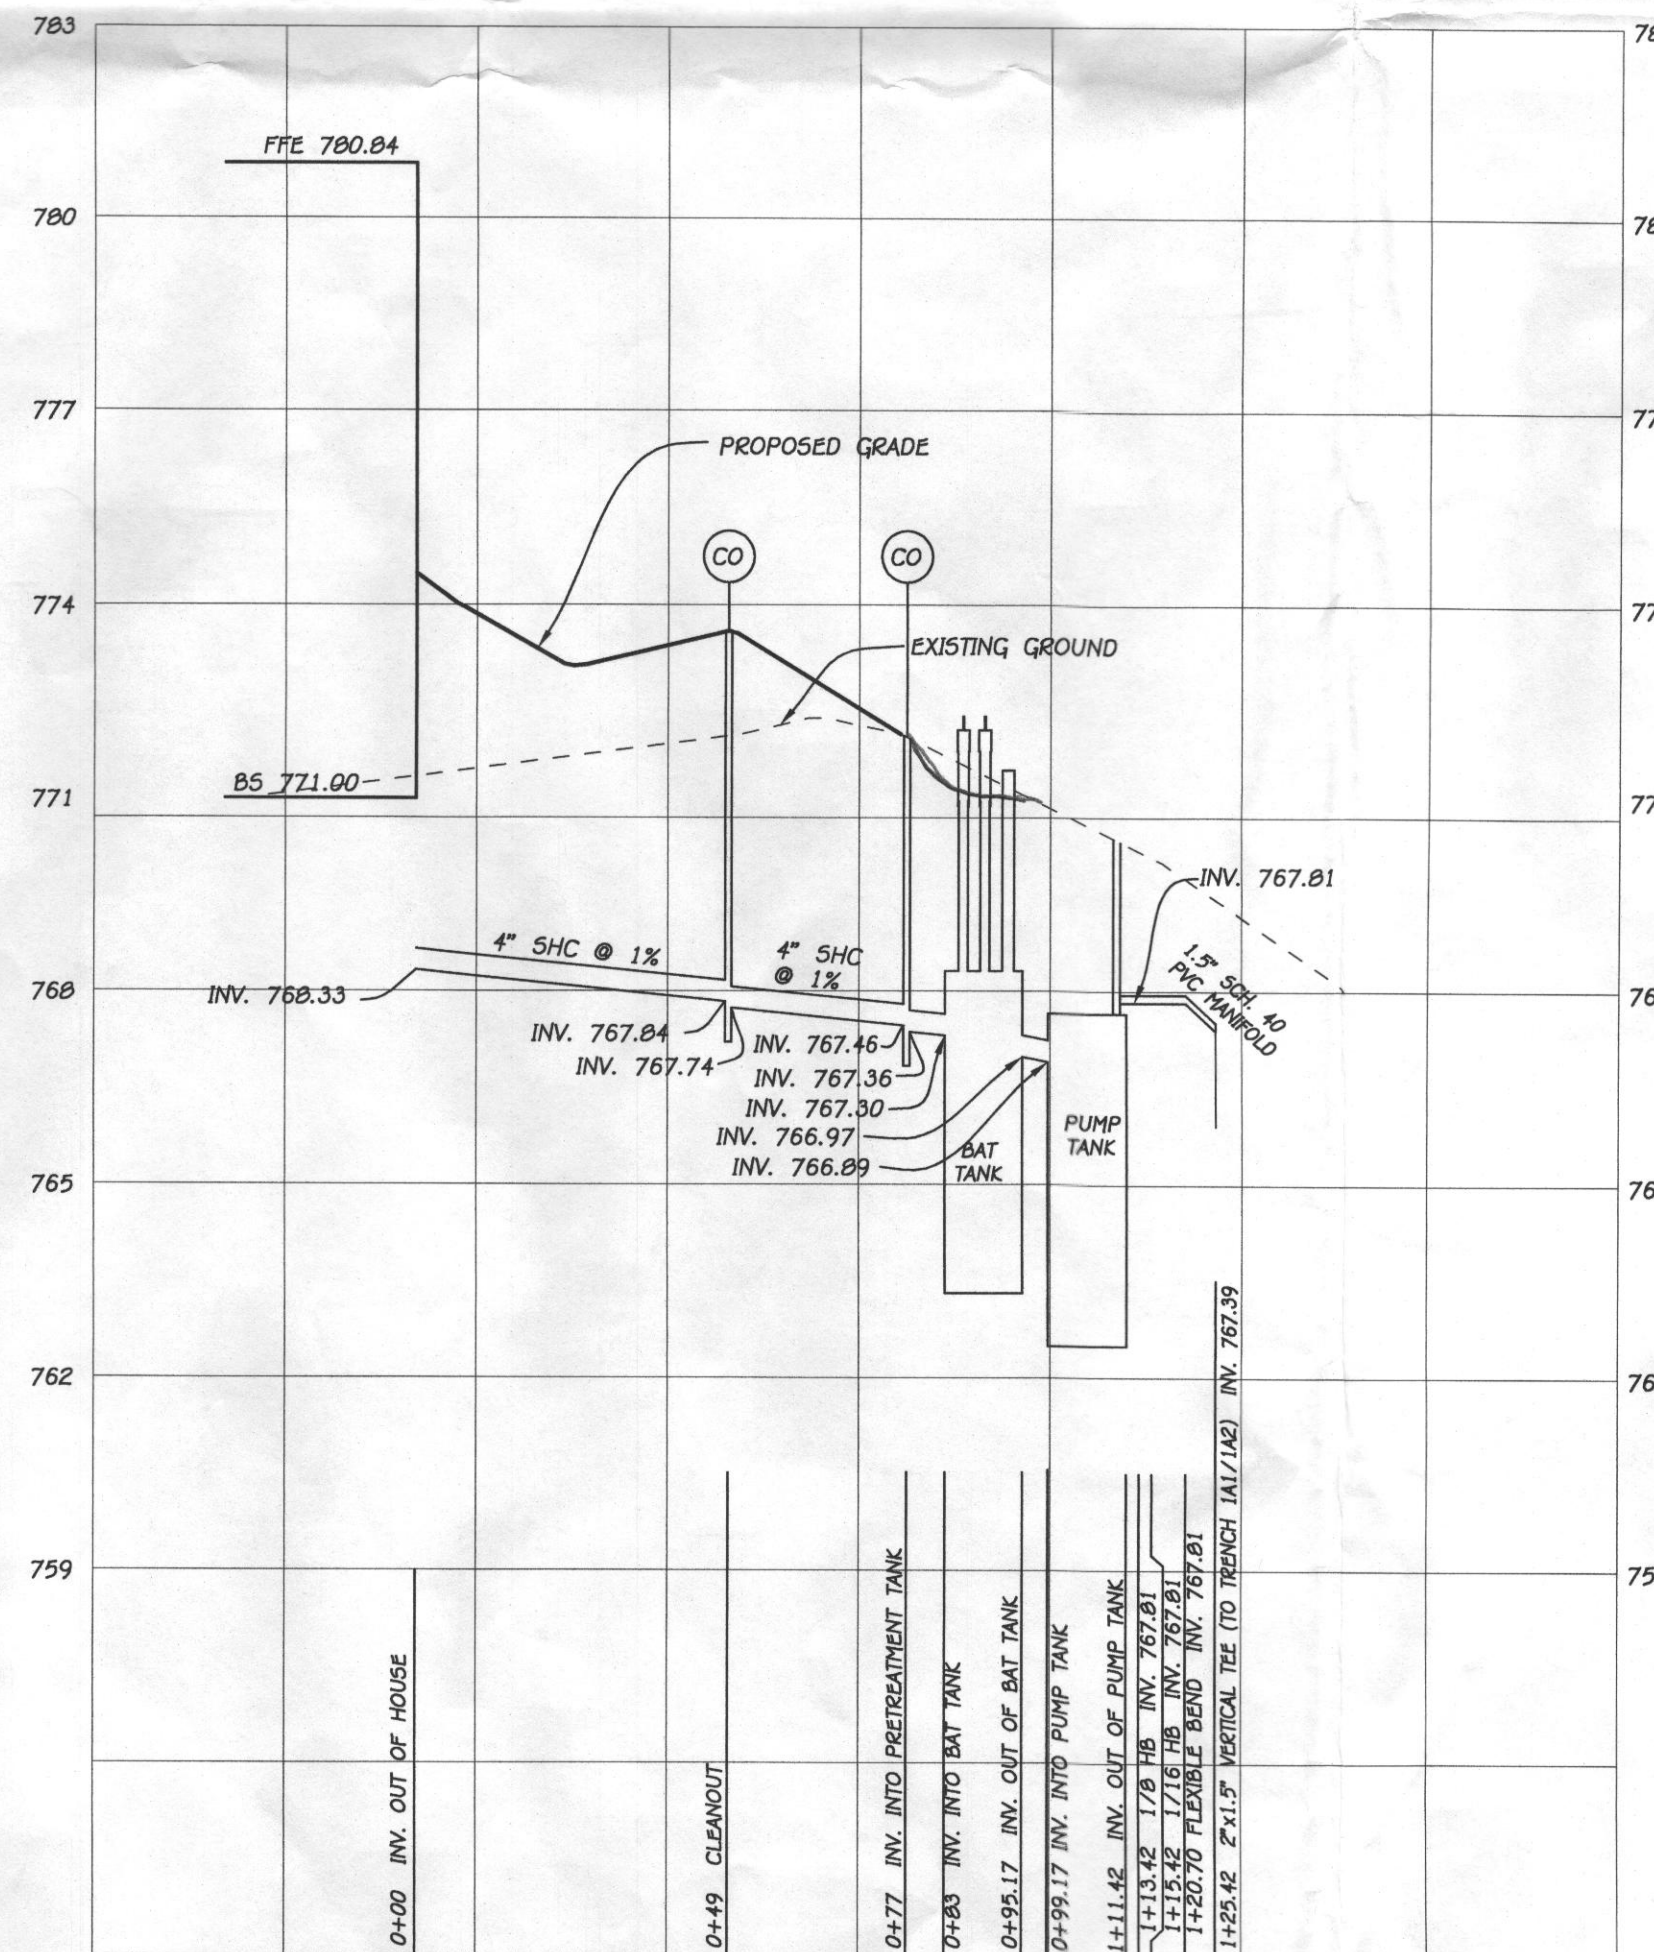 783
FFE 780.84
780
777
PROPOSED GRADE
CO
CO
774
EXISTING GROUND
BS 771.00
771
INV. 767.81
4" SHC @ 1%
4" SHC
@ 1%
1.5" SCH. 40
PVC MANIFOLD
768
INV. 768.33
INV. 767.84
INV. 767.74
INV. 767.46
INV. 767.36
INV. 767.30
INV. 766.97
INV. 766.89
BAT
TANK
PUMP
TANK
765
762
759
0+00 INV. OUT OF HOUSE
0+49 CLEANOUT
0+77 INV. INTO PRETREATMENT TANK
0+83 INV. INTO BAT TANK
0+95.17 INV. OUT OF BAT TANK
0+99.17 INV. INTO PUMP TANK
1+11.42 INV. OUT OF PUMP TANK
1+13.42 1/8 HB INV. 767.81
1+15.42 1/16 HB INV. 767.81
1+20.70 FLEXIBLE BEND INV. 767.81
1+25.42 2"x1.5" VERTICAL TEE (TO TRENCH 1A1/1A2) INV. 767.39